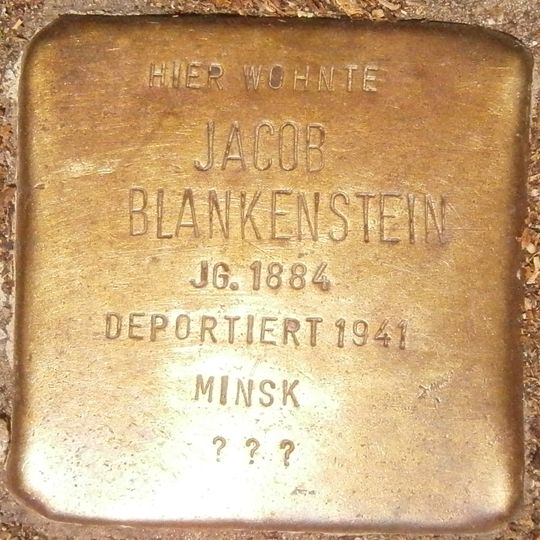 HIER WOHNTE
JACOB
BLANKENSTEIN
JG. 1884
DEPORTIERT 1941
MINSK
? ? ?